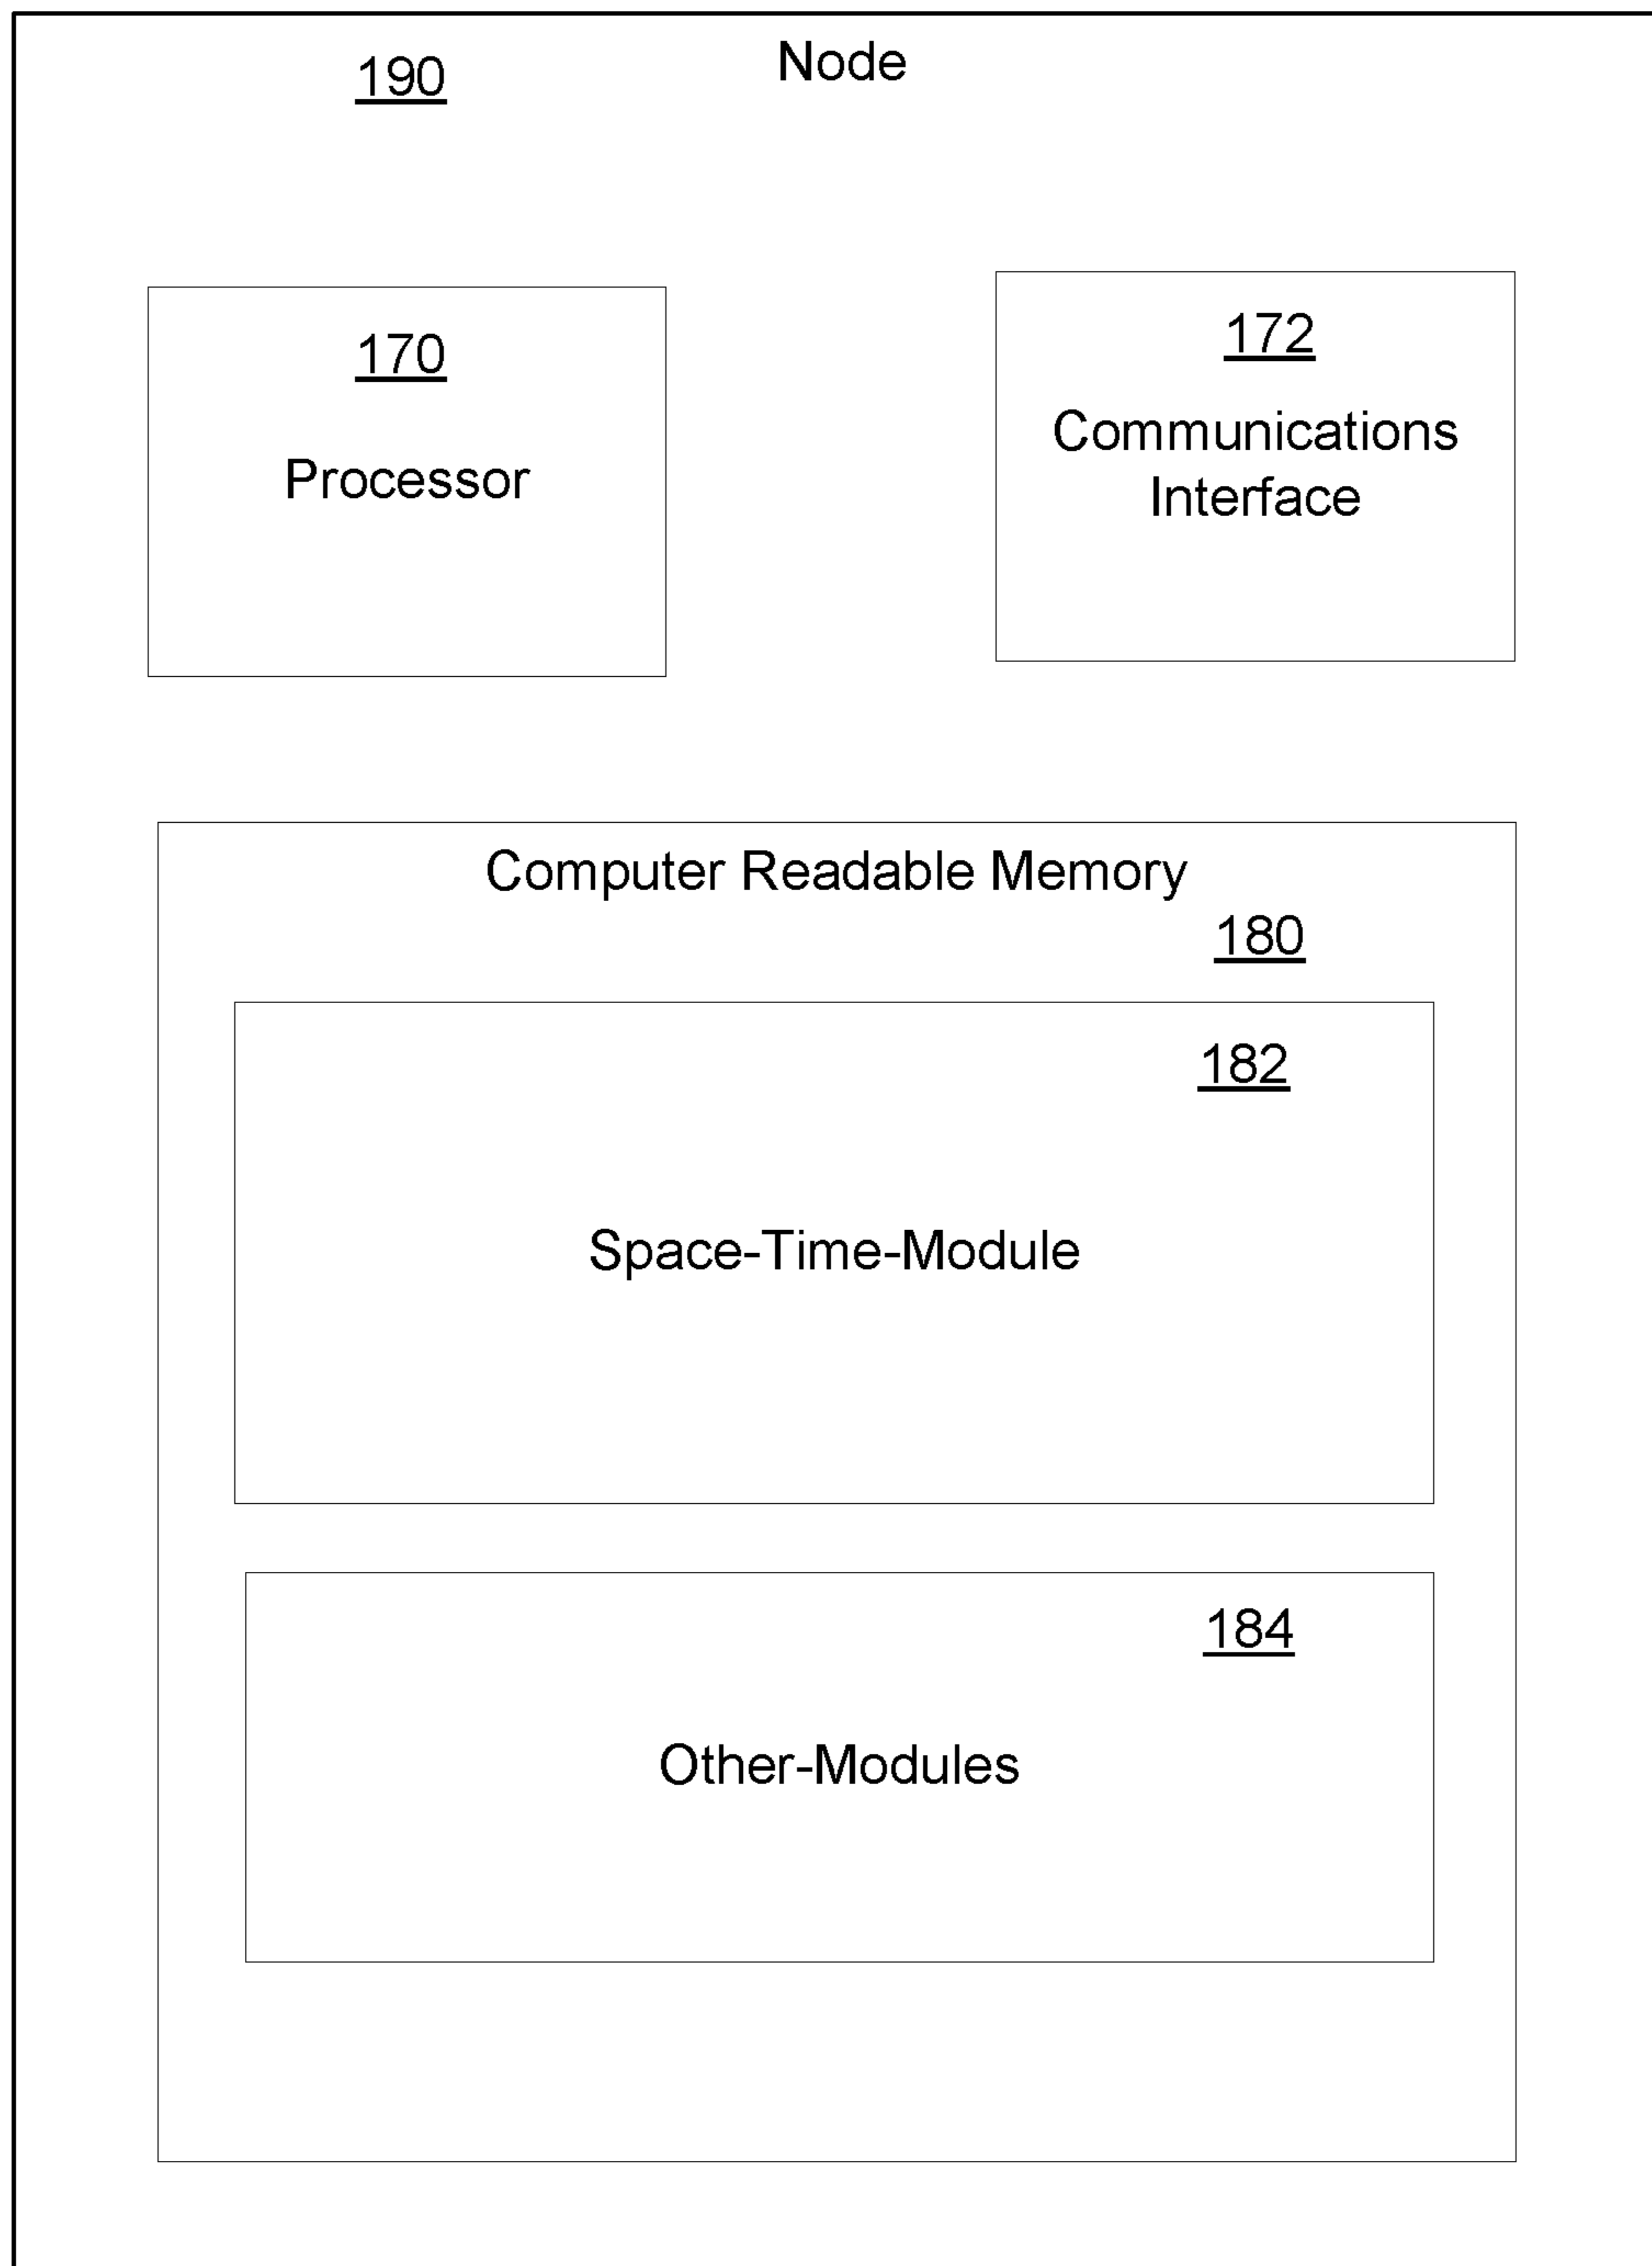 Node
190
170
Processor
172
Communications
Interface
Computer Readable Memory
180
182
Space-Time-Module
184
Other-Modules